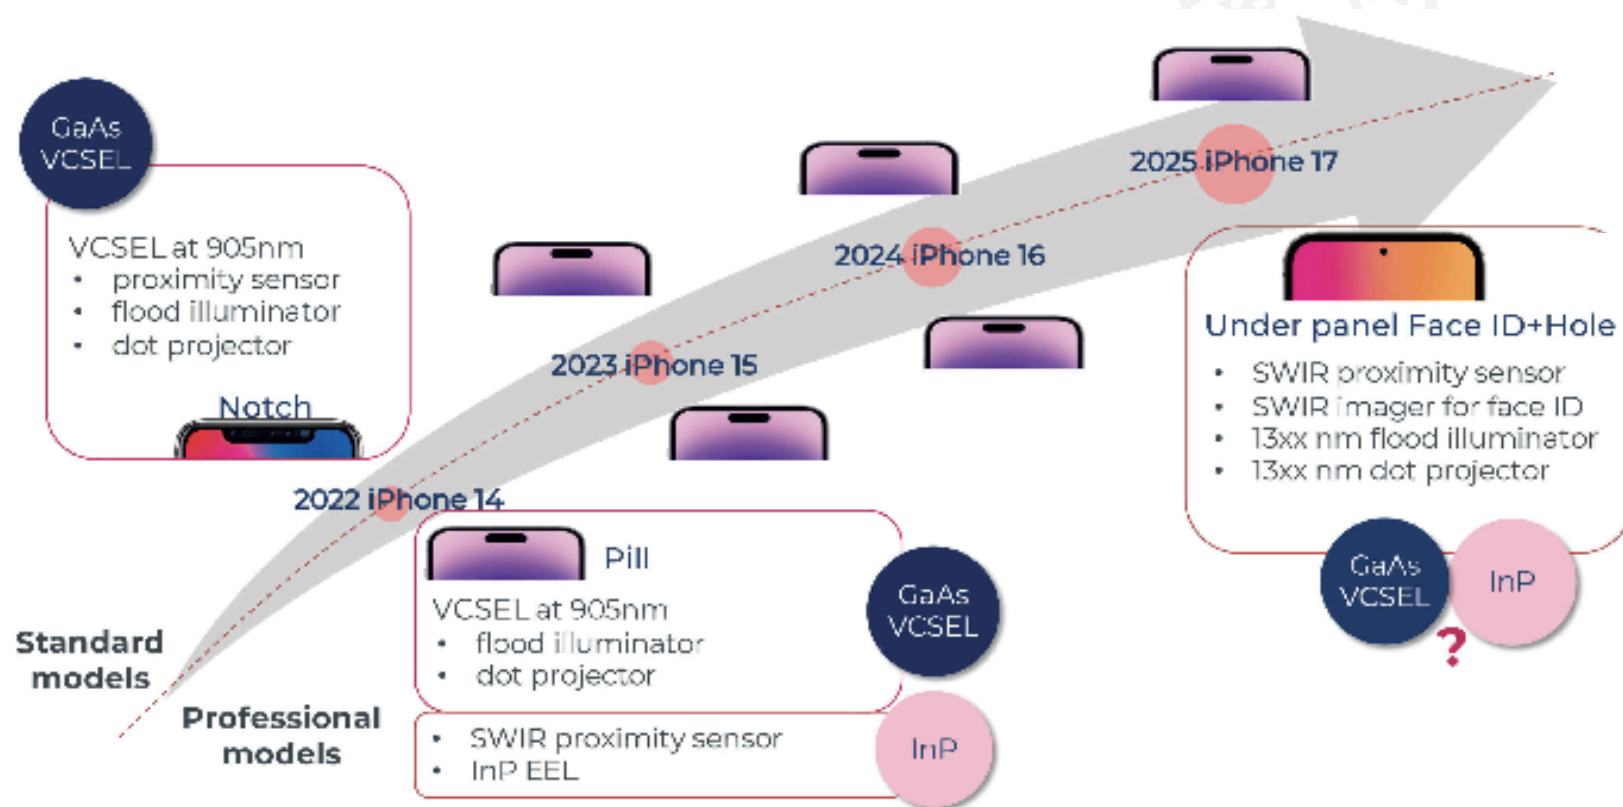 GaAs
VCSEL
VCSEL at 905nm
• proximity sensor
• flood illuminator
• dot projector
Notch
2022 iPhone 14
2023 iPhone 15
2024 iPhone 16
2025 iPhone 17
Pill
VCSEL at 905nm
• flood illuminator
• dot projector
GaAs
VCSEL
• SWIR proximity sensor
• InP EEL
InP
Under panel Face ID+Hole
• SWIR proximity sensor
• SWIR imager for face ID
• 13xx nm flood illuminator
• 13xx nm dot projector
GaAs
VCSEL
InP
?
Standard
models
Professional
models